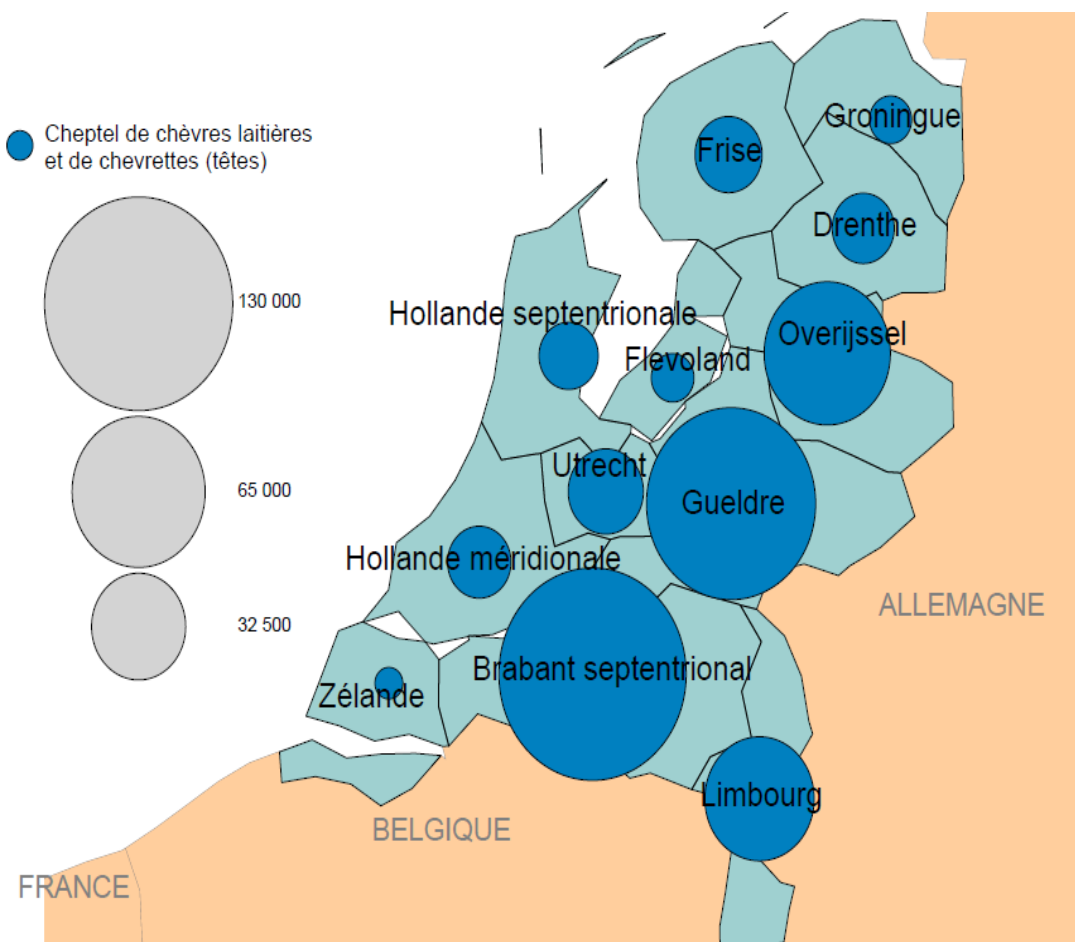 Cheptel de chèvres laitières
et de chevrettes (têtes)
130 000
65 000
32 500
Groningue
Frise
Drenthe
Hollande septentrionale
Overijssel
Flevoland
Utrecht
Gueldre
Hollande méridionale
ALLEMAGNE
Brabant septentrional
Zélande
Limbourg
BELGIQUE
FRANCE